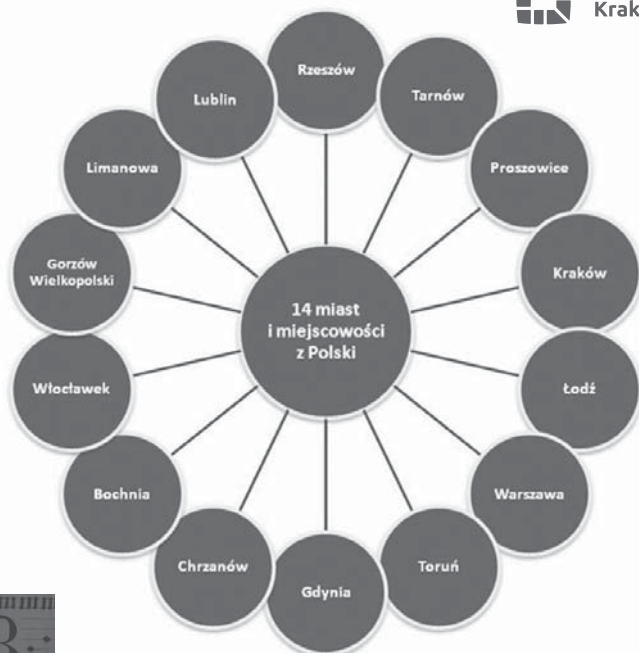 Krak
Rzeszów
Tarnów
Proszowice
Kraków
Łodź
Warszawa
Toruń
Gdynia
Chrzanów
Bochnia
Włocławek
Gorzów
Wielkopolski
Limanowa
Lublin
14 miast
i miejscowości
z Polski